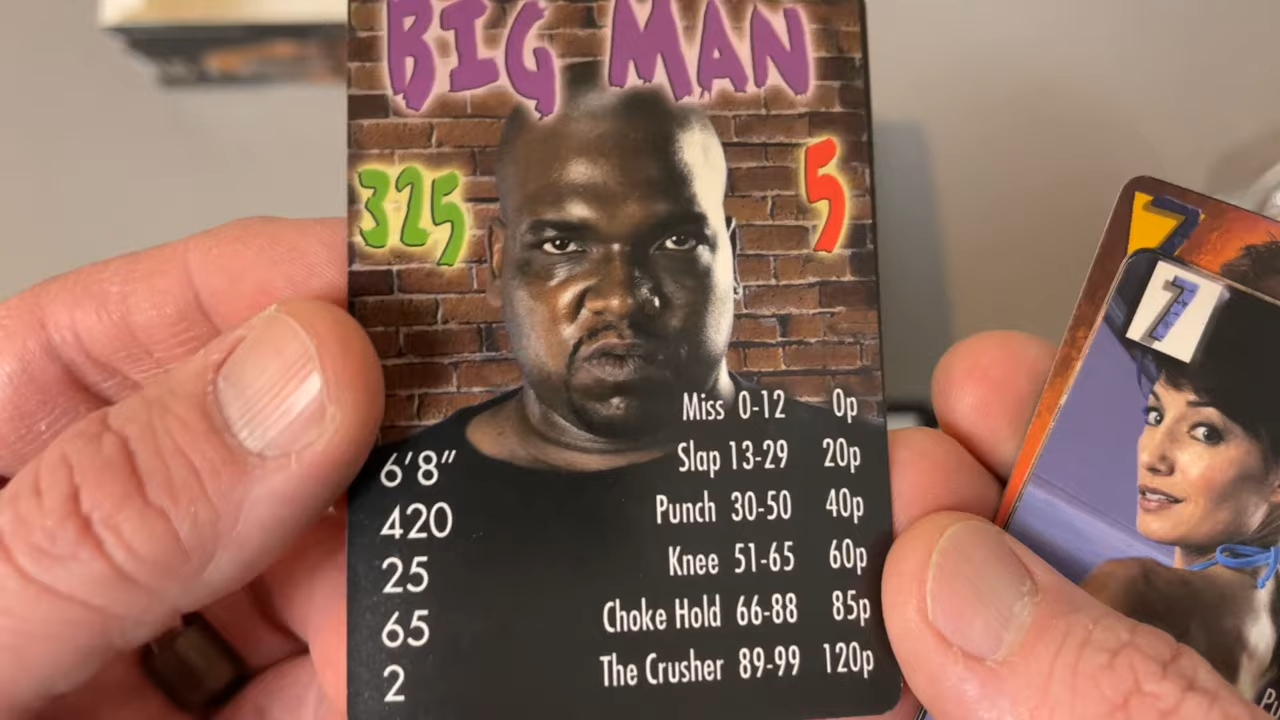 BIG MAN
325
5
Miss 0-12 0p
Slap 13-29 20p
Punch 30-50 40p
Knee 51-65 60p
Choke Hold 66-88 85p
The Crusher 89-99 120p
6'8"
420
25
65
2
7
7